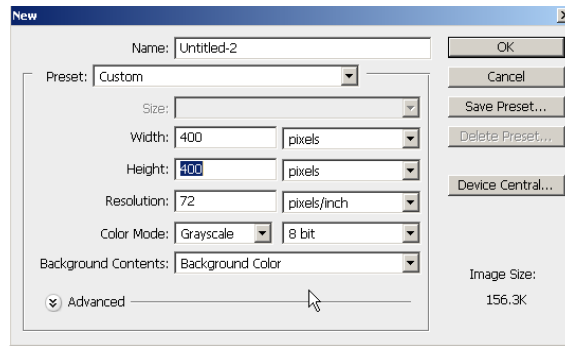 New
Name: Untitled-2
OK
Preset: Custom
Cancel
Size:
Save Preset...
Width: 400 pixels
Delete Preset...
Height: 400 pixels
Device Central...
Resolution: 72 pixels/inch
Color Mode: Grayscale 8 bit
Background Contents: Background Color
Image Size:
Advanced
156.3K